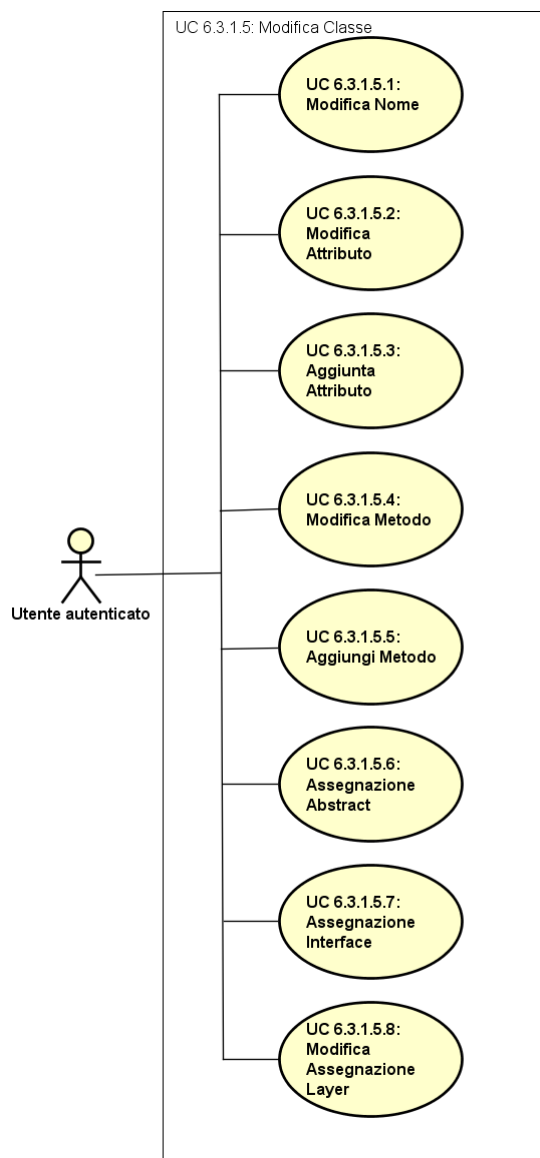 UC 6.3.1.5: Modifica Classe
UC 6.3.1.5.1:
Modifica Nome
UC 6.3.1.5.2:
Modifica
Attributo
UC 6.3.1.5.3:
Aggiunta
Attributo
UC 6.3.1.5.4:
Modifica Metodo
Utente autenticato
UC 6.3.1.5.5:
Aggiungi Metodo
UC 6.3.1.5.6:
Assegnazione
Abstract
UC 6.3.1.5.7:
Assegnazione
Interface
UC 6.3.1.5.8:
Modifica
Assegnazione
Layer